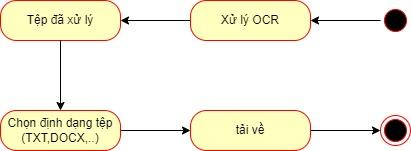 Tệp đã xử lý
Xử lý OCR
Chọn định dạng tệp
(TXT,DOCX,..)
tải về